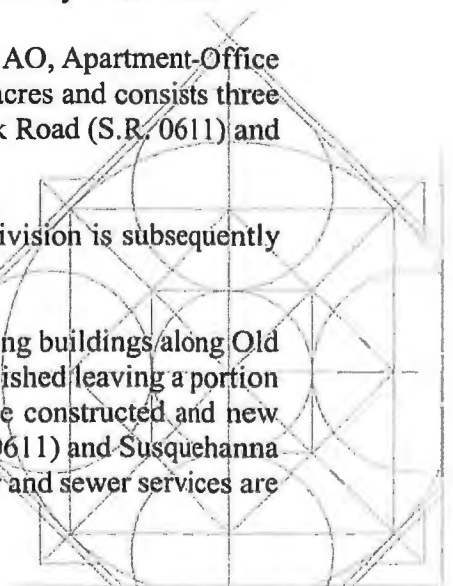 AO, Apartment-Office
acres and consists three
k Road (S.R. 0611) and
ivision is subsequently
ng buildings along Old
ished leaving a portion
e constructed and new
0611) and Susquehanna
and sewer services are